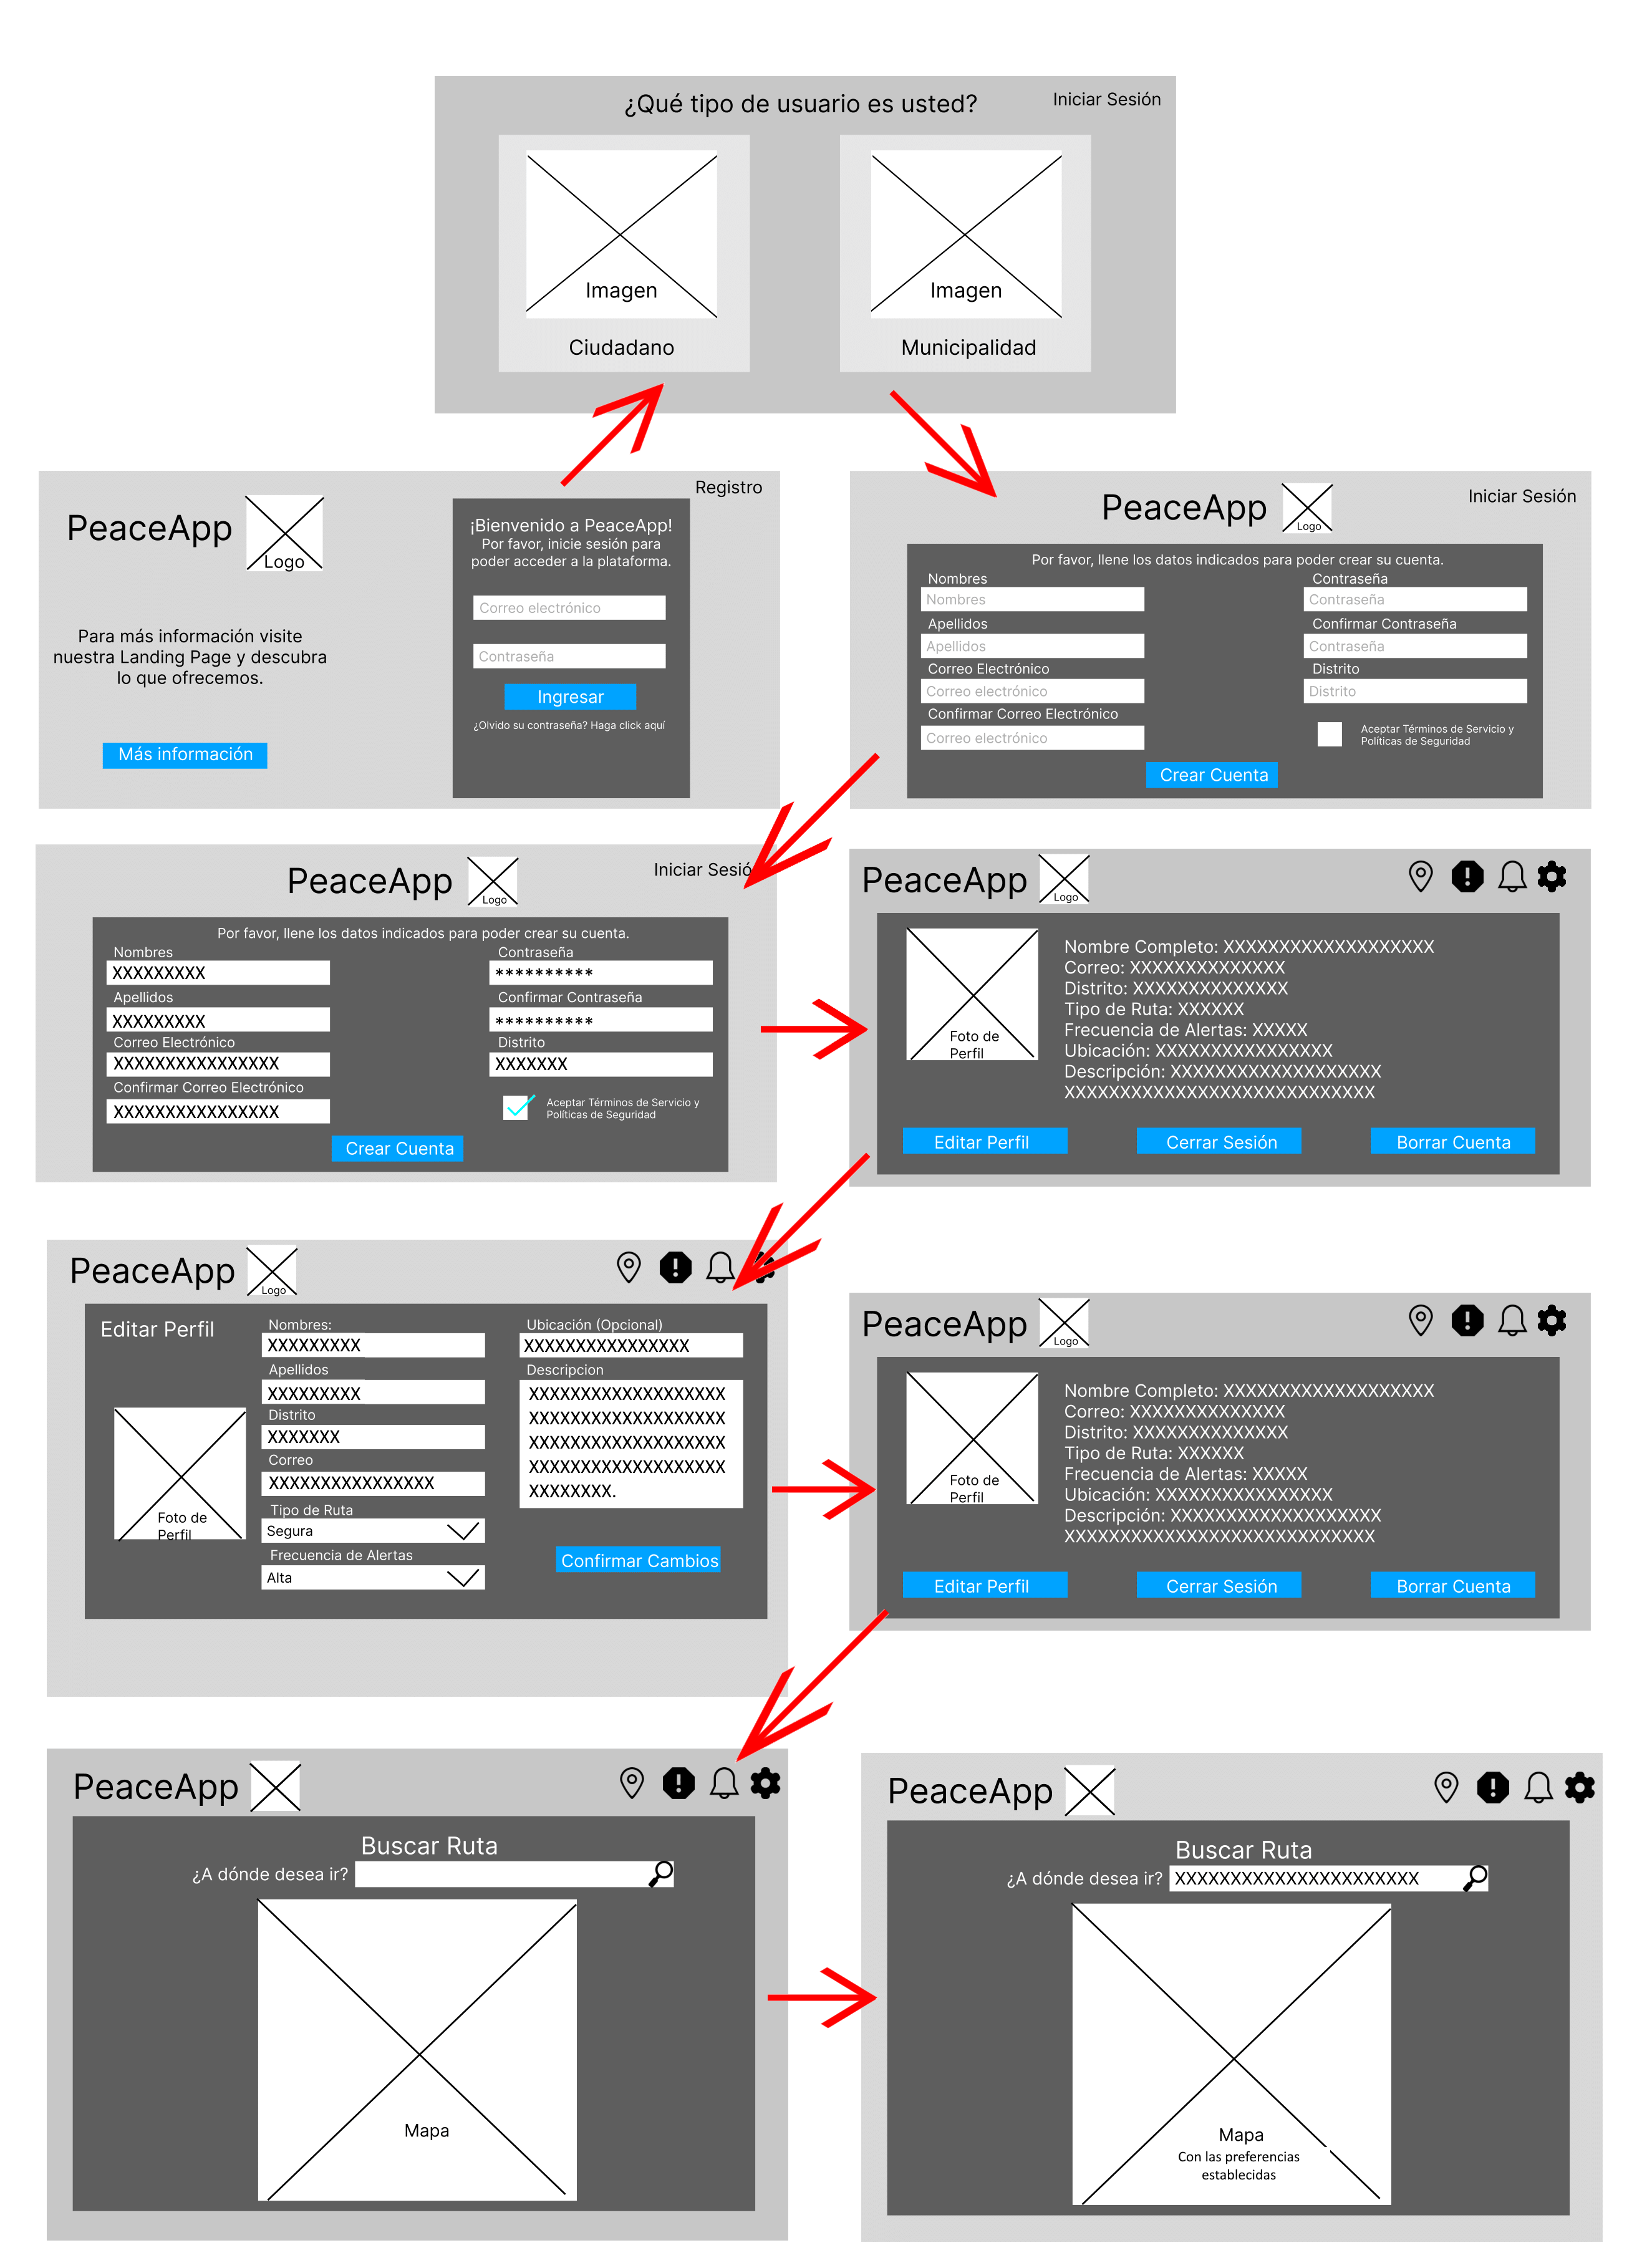 ¿Qué tipo de usuario es usted?
Iniciar Sesión
Imagen
Ciudadano
Imagen
Municipalidad
Registro
PeaceApp
Logo
Para más información visite
nuestra Landing Page y descubra
lo que ofrecemos.
Más información
¡Bienvenido a PeaceApp!
Por favor, inicie sesión para
poder acceder a la plataforma.
Correo electrónico
Contraseña
Ingresar
¿Olvido su contraseña? Haga click aquí
PeaceApp
Logo
Iniciar Sesión
Por favor, llene los datos indicados para poder crear su cuenta.
Nombres
Nombres
Apellidos
Apellidos
Correo Electrónico
Correo electrónico
Confirmar Correo Electrónico
Correo electrónico
Contraseña
Contraseña
Confirmar Contraseña
Contraseña
Distrito
Distrito
Aceptar Términos de Servicio y
Políticas de Seguridad
Crear Cuenta
PeaceApp
Logo
Iniciar Sesió
Por favor, llene los datos indicados para poder crear su cuenta.
Nombres
XXXXXXXXX
Apellidos
XXXXXXXXX
Correo Electrónico
XXXXXXXXXXXXXXXX
Confirmar Correo Electrónico
XXXXXXXXXXXXXXXX
Contraseña
**********
Confirmar Contraseña
**********
Distrito
XXXXXXX
Aceptar Términos de Servicio y
Políticas de Seguridad
Crear Cuenta
PeaceApp
Logo
Foto de
Perfil
Nombre Completo: XXXXXXXXXXXXXXXXXXX
Correo: XXXXXXXXXXXXXX
Distrito: XXXXXXXXXXXXXX
Tipo de Ruta: XXXXXX
Frecuencia de Alertas: XXXXX
Ubicación: XXXXXXXXXXXXXXXX
Descripción: XXXXXXXXXXXXXXXXXXX
XXXXXXXXXXXXXXXXXXXXXXXXXXXX
Editar Perfil
Cerrar Sesión
Borrar Cuenta
PeaceApp
Logo
Editar Perfil
Foto de
Perfil
Nombres:
XXXXXXXXX
Apellidos
XXXXXXXXX
Distrito
XXXXXXX
Correo
XXXXXXXXXXXXXXXX
Tipo de Ruta
Segura
Frecuencia de Alertas
Alta
Ubicación (Opcional)
XXXXXXXXXXXXXXXX
Descripcion
XXXXXXXXXXXXXXXXXXX
XXXXXXXXXXXXXXXXXXX
XXXXXXXXXXXXXXXXXXX
XXXXXXXXXXXXXXXXXXX
XXXXXXXX.
Confirmar Cambios
PeaceApp
Logo
Foto de
Perfil
Nombre Completo: XXXXXXXXXXXXXXXXXXX
Correo: XXXXXXXXXXXXXX
Distrito: XXXXXXXXXXXXXX
Tipo de Ruta: XXXXXX
Frecuencia de Alertas: XXXXX
Ubicación: XXXXXXXXXXXXXXXX
Descripción: XXXXXXXXXXXXXXXXXXX
XXXXXXXXXXXXXXXXXXXXXXXXXXXX
Editar Perfil
Cerrar Sesión
Borrar Cuenta
PeaceApp
Buscar Ruta
¿A dónde desea ir?
Mapa
PeaceApp
Buscar Ruta
¿A dónde desea ir? XXXXXXXXXXXXXXXXXXXXXX
Mapa
Con las preferencias
establecidas